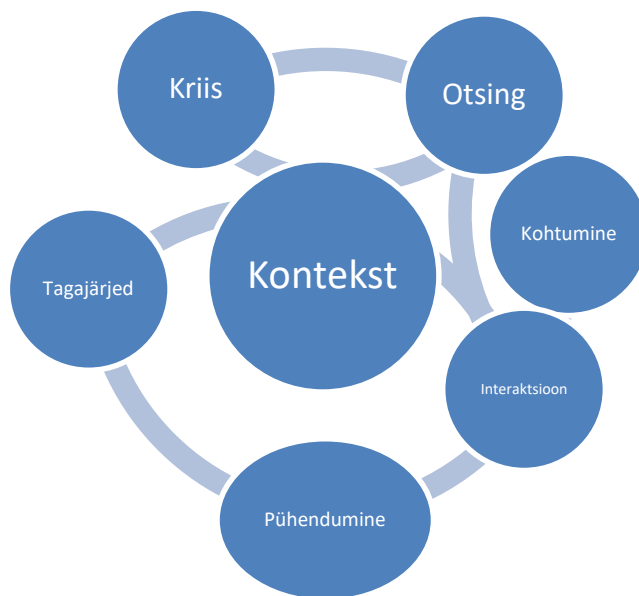 Kriis
Otsing
Kohtumine
Kontekst
Tagajärjed
Interaktsioon
Pühendumine